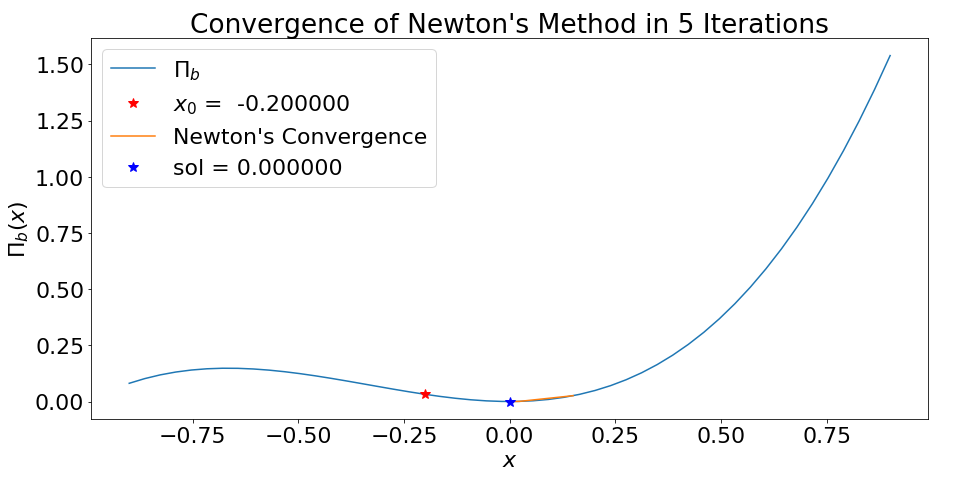 Convergence of Newton's Method in 5 Iterations
Π_b
x_0 = -0.200000
Newton's Convergence
sol = 0.000000
Π_b(x)
1.50
1.25
1.00
0.75
0.50
0.25
0.00
−0.75
−0.50
−0.25
0.00
0.25
0.50
0.75
x